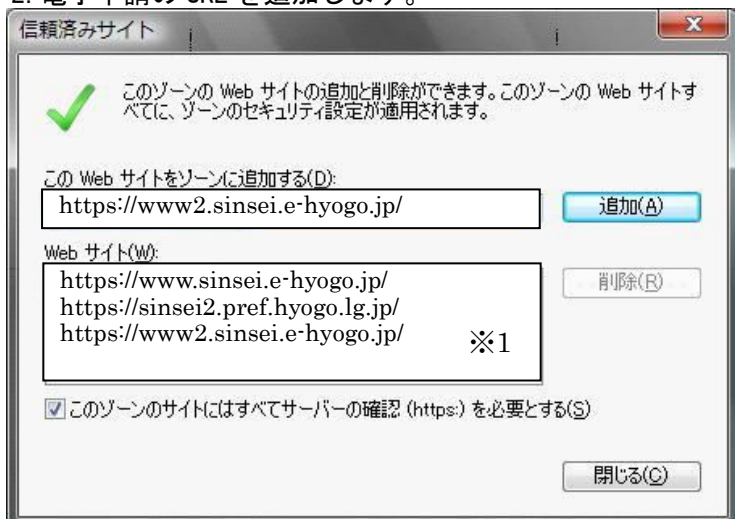 2. 電子申請の URL を追加します。
信頼済みサイト
このゾーンの Web サイトの追加と削除ができます。このゾーンの Web サイトす
べてに、ゾーンのセキュリティ設定が適用されます。
この Web サイトをゾーンに追加する(D):
https://www2.sinsei.e-hyogo.jp/
追加(A)
Web サイト(W):
https://www.sinsei.e-hyogo.jp/
削除(R)
https://sinsei2.pref.hyogo.lg.jp/
https://www2.sinsei.e-hyogo.jp/
※1
このゾーンのサイトにはすべてサーバーの確認 (https:) を必要とする(S)
閉じる(C)